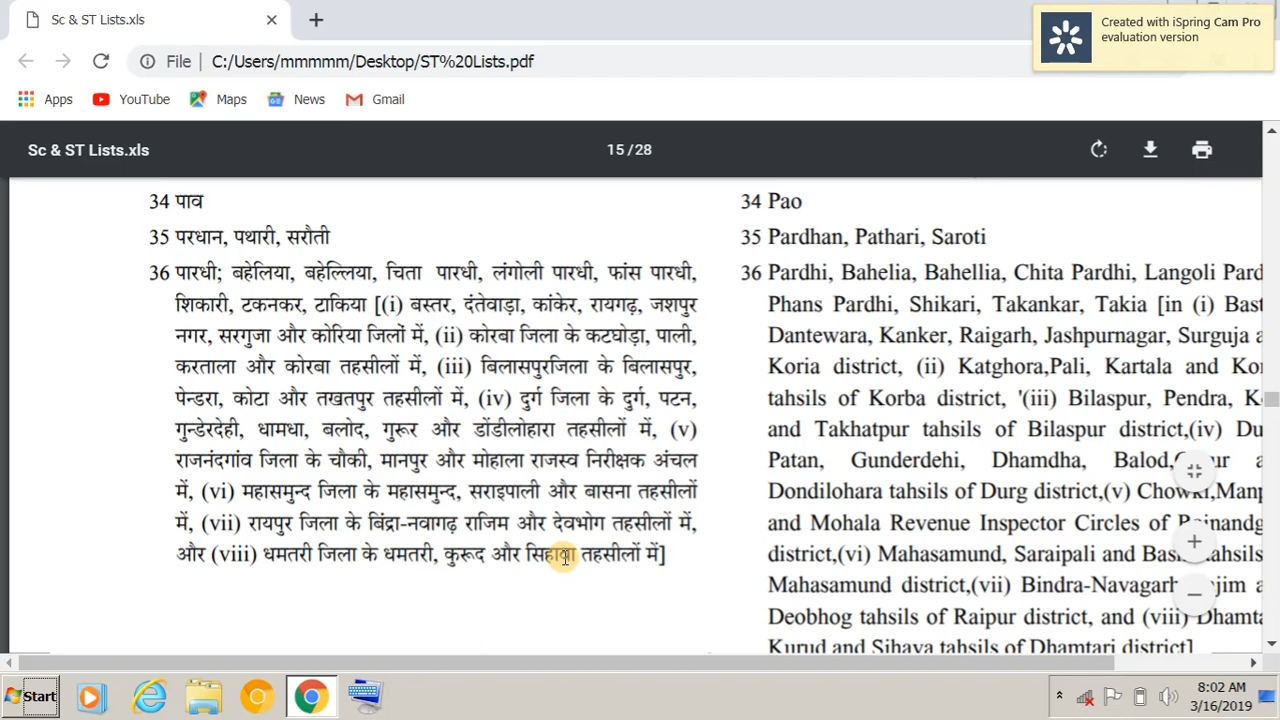 Sc & ST Lists.xls
Created with iSpring Cam Pro
evaluation version
File C:/Users/mmmmm/Desktop/ST%20Lists.pdf
Apps YouTube Maps News Gmail
Sc & ST Lists.xls 15 / 28
34 पाव
35 परधान, पथारी, सरौती
36 पारधी; बहेलिया, बहेल्लिया, चिता पारधी, लंगोली पारधी, फांस पारधी,
शिकारी, टकनकर, टाकिया [(i) बस्तर, दंतेवाड़ा, कांकेर, रायगढ़, जशपुर
नगर, सरगुजा और कोरिया जिलों में, (ii) कोरबा जिला के कटघोड़ा, पाली,
करताला और कोरबा तहसीलों में, (iii) बिलासपुरजिला के बिलासपुर,
पेन्डरा, कोटा और तखतपुर तहसीलों में, (iv) दुर्ग जिला के दुर्ग, पटन,
गुन्डेरदेही, धामधा, बलोद, गुरूर और डोंडीलोहारा तहसीलों में, (v)
राजनंदगांव जिला के चौकी, मानपुर और मोहाला राजस्व निरीक्षक अंचल
में, (vi) महासमुन्द जिला के महासमुन्द, सराइपाली और बासना तहसीलों
में, (vii) रायपुर जिला के बिंद्रा-नवागढ़ राजिम और देवभोग तहसीलों में,
और (viii) धमतरी जिला के धमतरी, कुरूद और सिहावा तहसीलों में]
34 Pao
35 Pardhan, Pathari, Saroti
36 Pardhi, Bahelia, Bahellia, Chita Pardhi, Langoli Pard
Phans Pardhi, Shikari, Takankar, Takia [in (i) Bast
Dantewara, Kanker, Raigarh, Jashpurnagar, Surguja a
Koria district, (ii) Katghora,Pali, Kartala and Kor
tahsils of Korba district, '(iii) Bilaspur, Pendra, K
and Takhatpur tahsils of Bilaspur district,(iv) Du
Patan, Gunderdehi, Dhamdha, Balod, a
Dondilohara tahsils of Durg district,(v) Chowki,Manp
and Mohala Revenue Inspector Circles of
district,(vi) Mahasamund, Saraipali and tahsils
Mahasamund district,(vii) Bindra-Navagarh,
Deobhog tahsils of Raipur district, and (viii) Dhamta
Kurud and Sihava tahsils of Dhamtari district]
Start 8:02 AM
3/16/2019